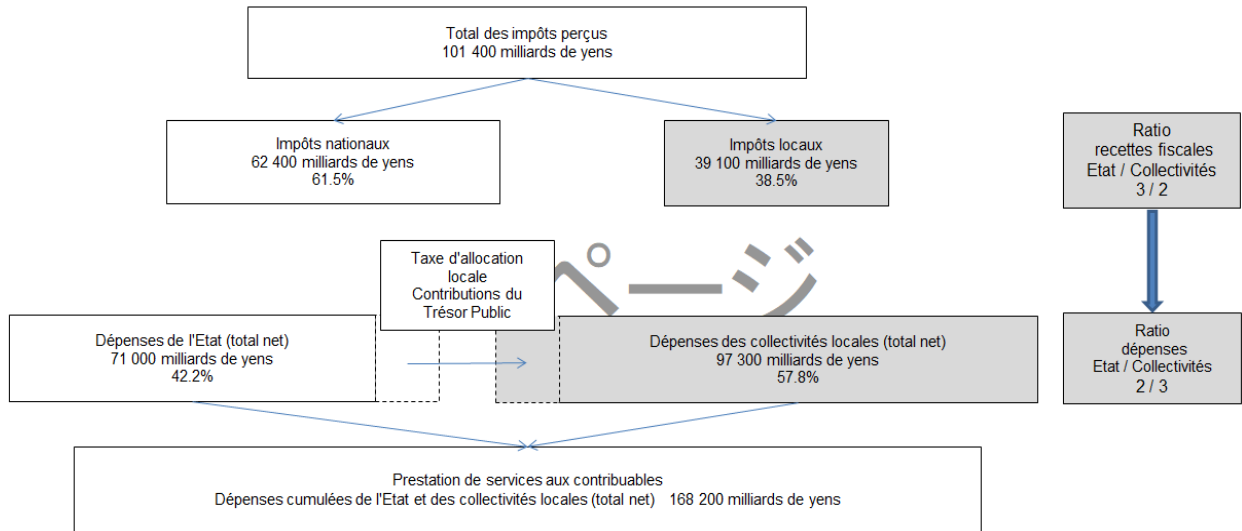 Total des impôts perçus
101 400 milliards de yens
Impôts nationaux
62 400 milliards de yens
61.5%
Impôts locaux
39 100 milliards de yens
38.5%
Ratio
recettes fiscales
Etat / Collectivités
3 / 2
Taxe d'allocation
locale
Contributions du
Trésor Public
ページ
Dépenses de l'Etat (total net)
71 000 milliards de yens
42.2%
Dépenses des collectivités locales (total net)
97 300 milliards de yens
57.8%
Ratio
dépenses
Etat / Collectivités
2 / 3
Prestation de services aux contribuables
Dépenses cumulées de l'Etat et des collectivités locales (total net) 168 200 milliards de yens